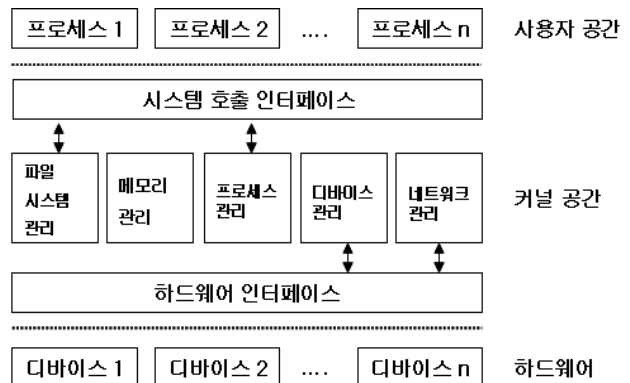 프로세스 1 프로세스 2 .... 프로세스 n 사용자 공간
시스템 호출 인터페이스
파일
시스템
관리
메모리
관리
프로세스
관리
디바이스
관리
네트워크
관리
커널 공간
하드웨어 인터페이스
디바이스 1 디바이스 2 .... 디바이스 n 하드웨어